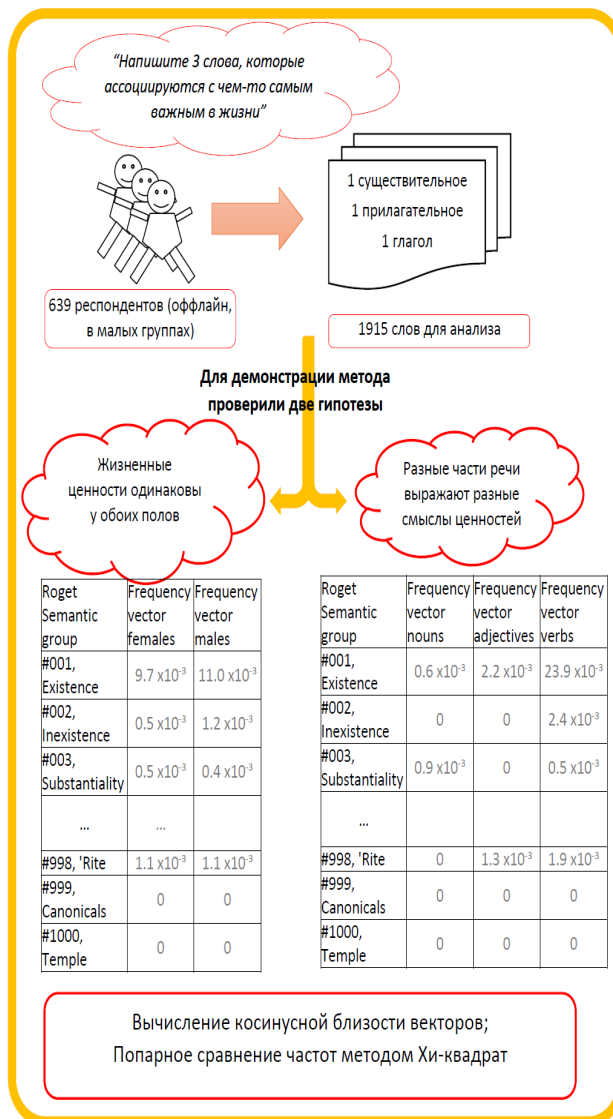 “Напишите 3 слова, которые
ассоциируются с чем-то самым
важным в жизни”
1 существительное
1 прилагательное
1 глагол
639 респондентов (оффлайн,
в малых группах)
1915 слов для анализа
Для демонстрации метода
проверили две гипотезы
Жизненные
ценности одинаковы
у обоих полов
Разные части речи
выражают разные
смыслы ценностей
Roget Semantic group Frequency vector females Frequency vector males
#001, Existence 9.7 x10⁻³ 11.0 x10⁻³
#002, Inexistence 0.5 x10⁻³ 1.2 x10⁻³
#003, Substantiality 0.5 x10⁻³ 0.4 x10⁻³
... ...
#998, 'Rite 1.1 x10⁻³ 1.1 x10⁻³
#999, Canonicals 0 0
#1000, Temple 0 0
Roget Semantic group Frequency vector nouns Frequency vector adjectives Frequency vector verbs
#001, Existence 0.6 x10⁻³ 2.2 x10⁻³ 23.9 x10⁻³
#002, Inexistence 0 0 2.4 x10⁻³
#003, Substantiality 0.9 x10⁻³ 0 0.5 x10⁻³
...
#998, 'Rite 0 1.3 x10⁻³ 1.9 x10⁻³
#999, Canonicals 0 0 0
#1000, Temple 0 0 0
Вычисление косинусной близости векторов;
Попарное сравнение частот методом Хи-квадрат